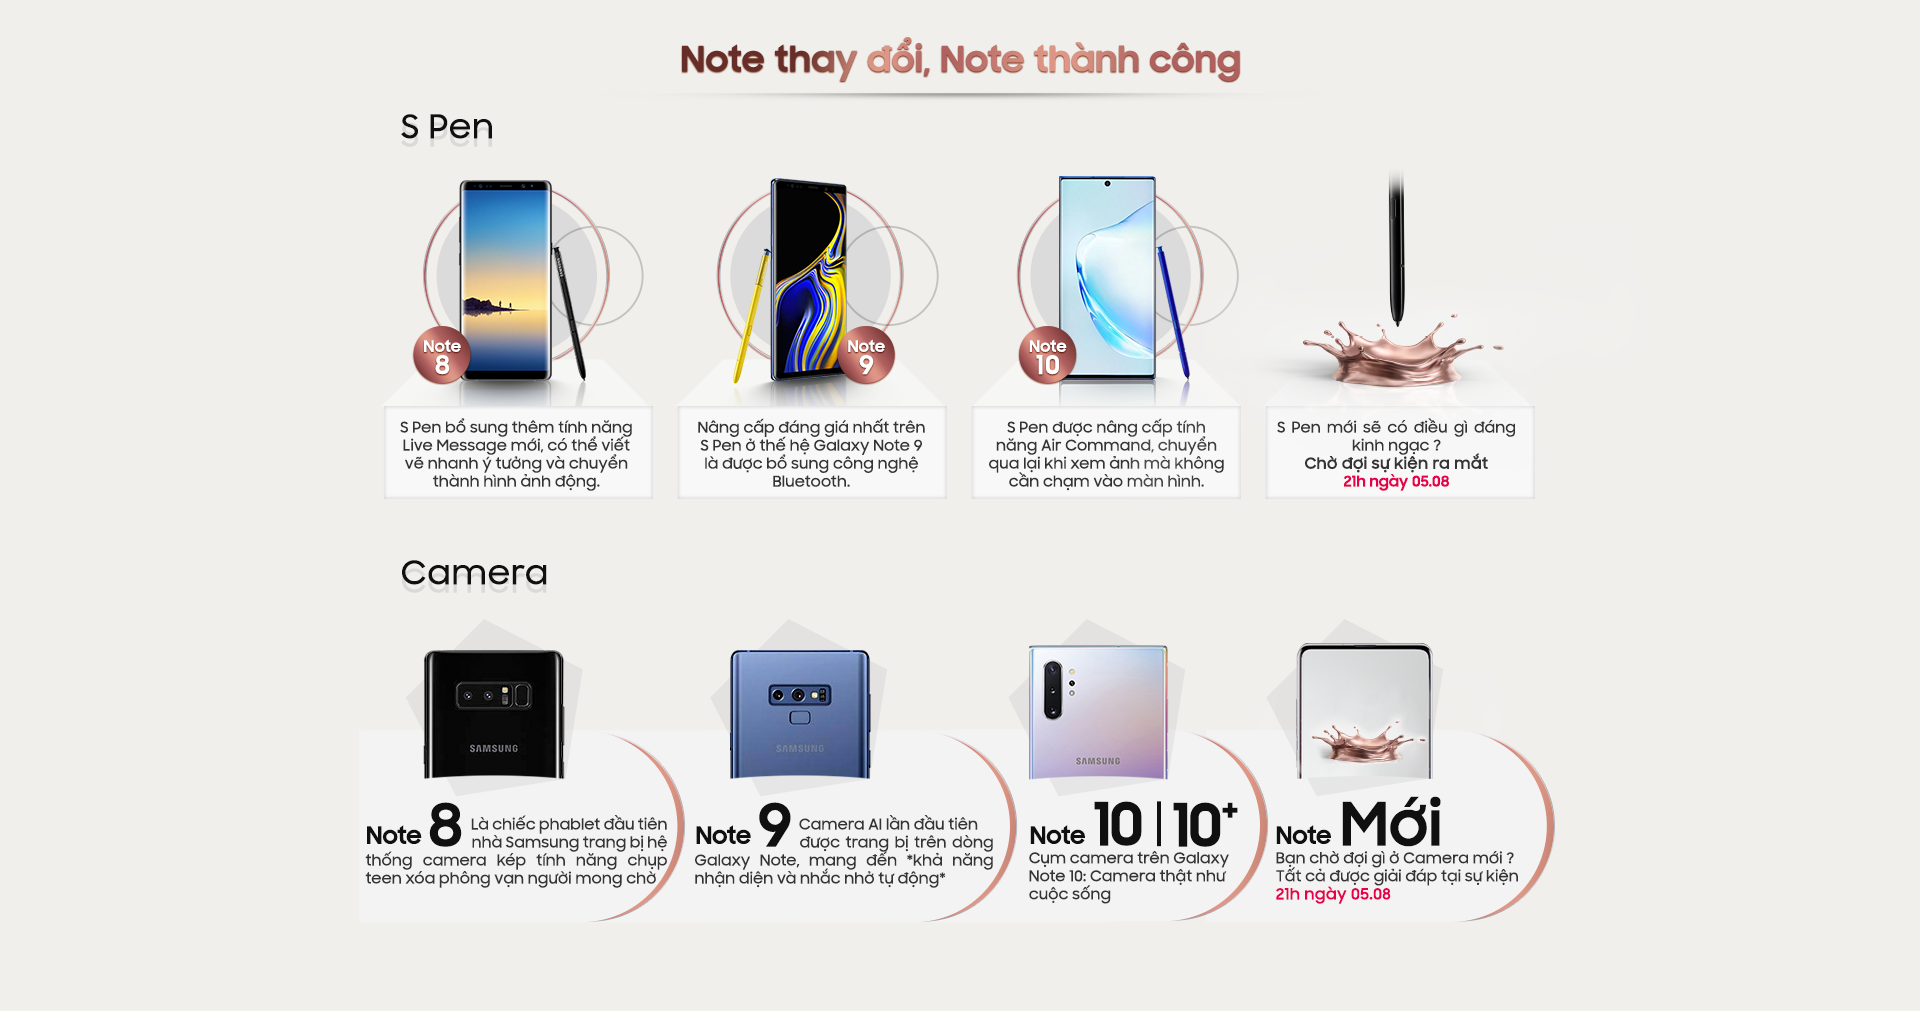 Note thay đổi, Note thành công
S Pen
Note
8
Note
9
Note
10
S Pen bổ sung thêm tính năng
Live Message mới, có thể viết
vẽ nhanh ý tưởng và chuyển
thành hình ảnh động.
Nâng cấp đáng giá nhất trên
S Pen ở thế hệ Galaxy Note 9
là được bổ sung công nghệ
Bluetooth.
S Pen được nâng cấp tính
năng Air Command, chuyển
qua lại khi xem ảnh mà không
cần chạm vào màn hình.
S Pen mới sẽ có điều gì đáng
kinh ngạc ?
Chờ đợi sự kiện ra mắt
21h ngày 05.08
Camera
SAMSUNG
SAMSUNG
SAMSUNG
Note 8 Là chiếc phablet đầu tiên
nhà Samsung trang bị hệ
thống camera kép tính năng chụp
teen xóa phông vạn người mong chờ
Note 9 Camera AI lần đầu tiên
được trang bị trên dòng
Galaxy Note, mang đến *khả năng
nhận diện và nhắc nhở tự động*
Note 10 | 10+
Cụm camera trên Galaxy
Note 10: Camera thật như
cuộc sống
Note Mới
Bạn chờ đợi gì ở Camera mới ?
Tất cả được giải đáp tại sự kiện
21h ngày 05.08